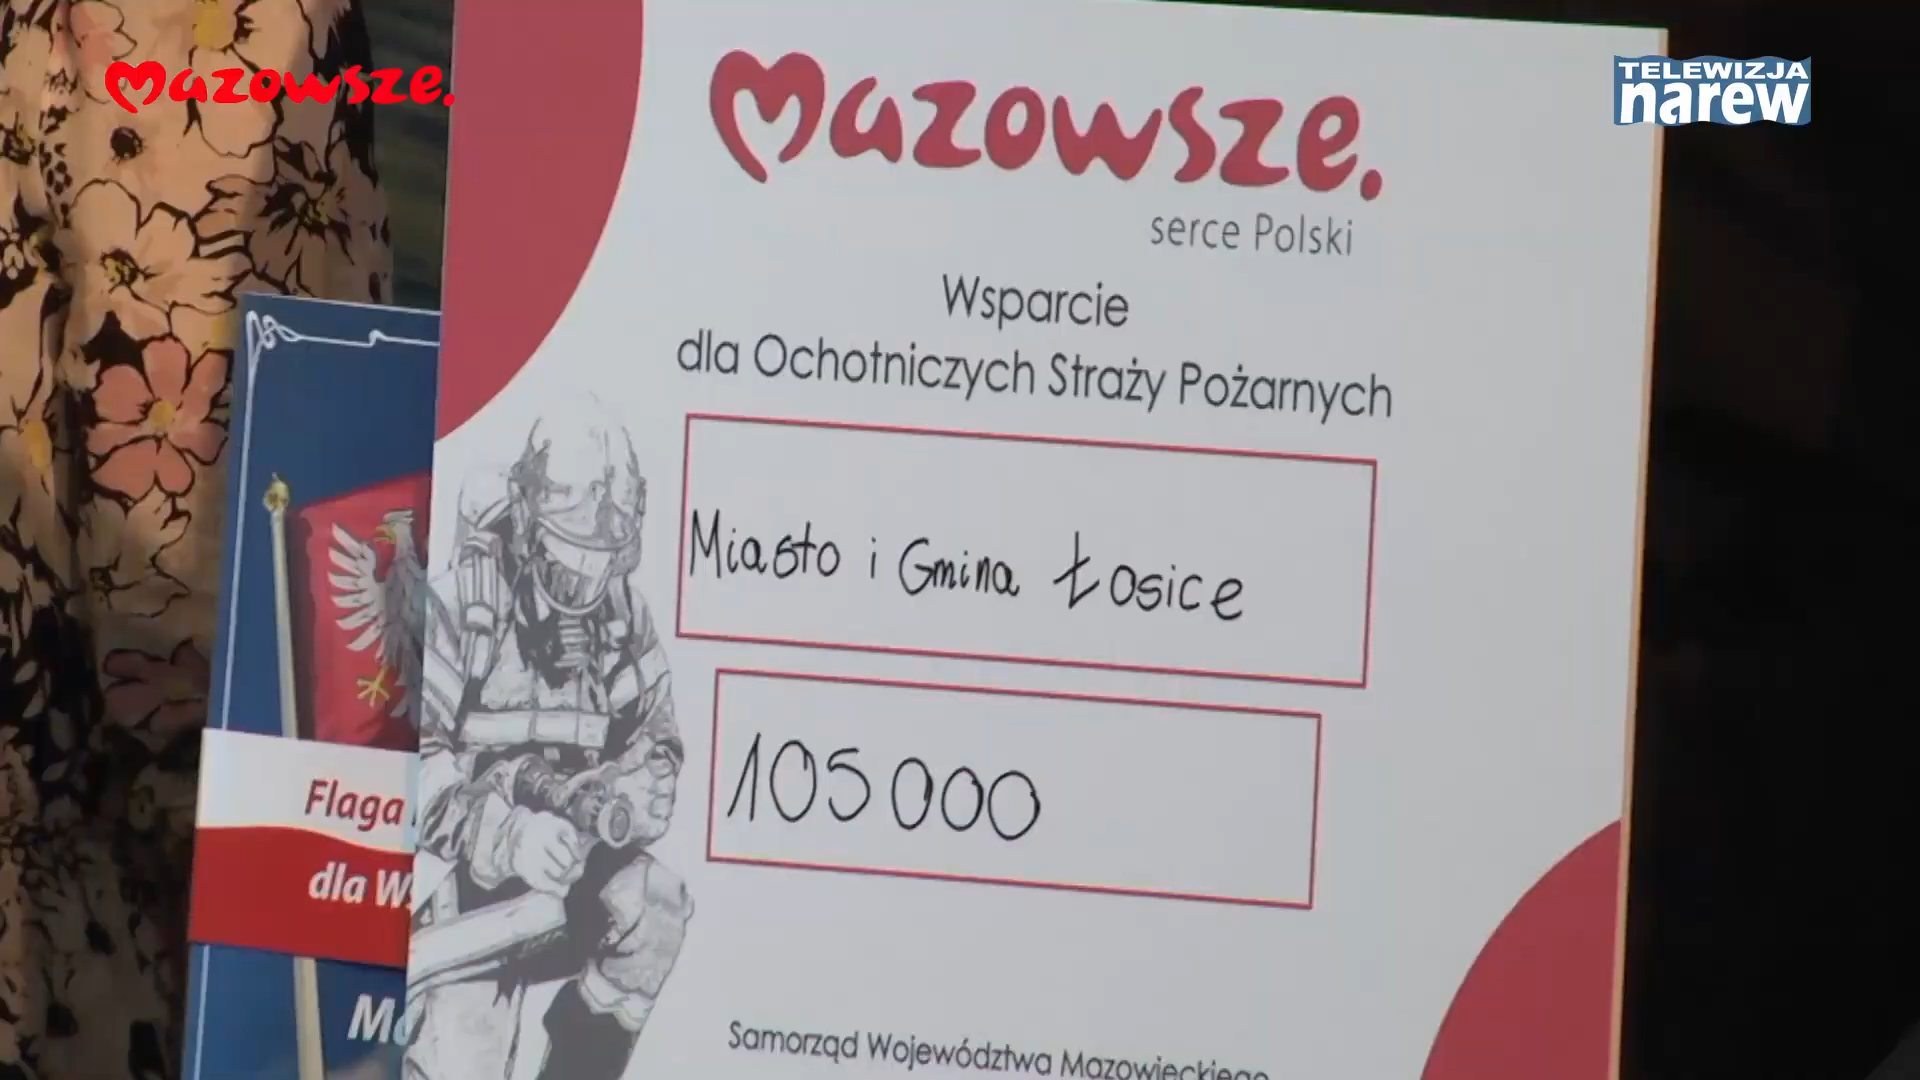 mazowsze.
TELEWIZJA
narew
mazowsze.
serce Polski
Wsparcie
dla Ochotniczych Straży Pożarnych
Miasto i Gmina Łosice
105 000
Samorząd Województwa Mazowieckiego
Flaga
dla